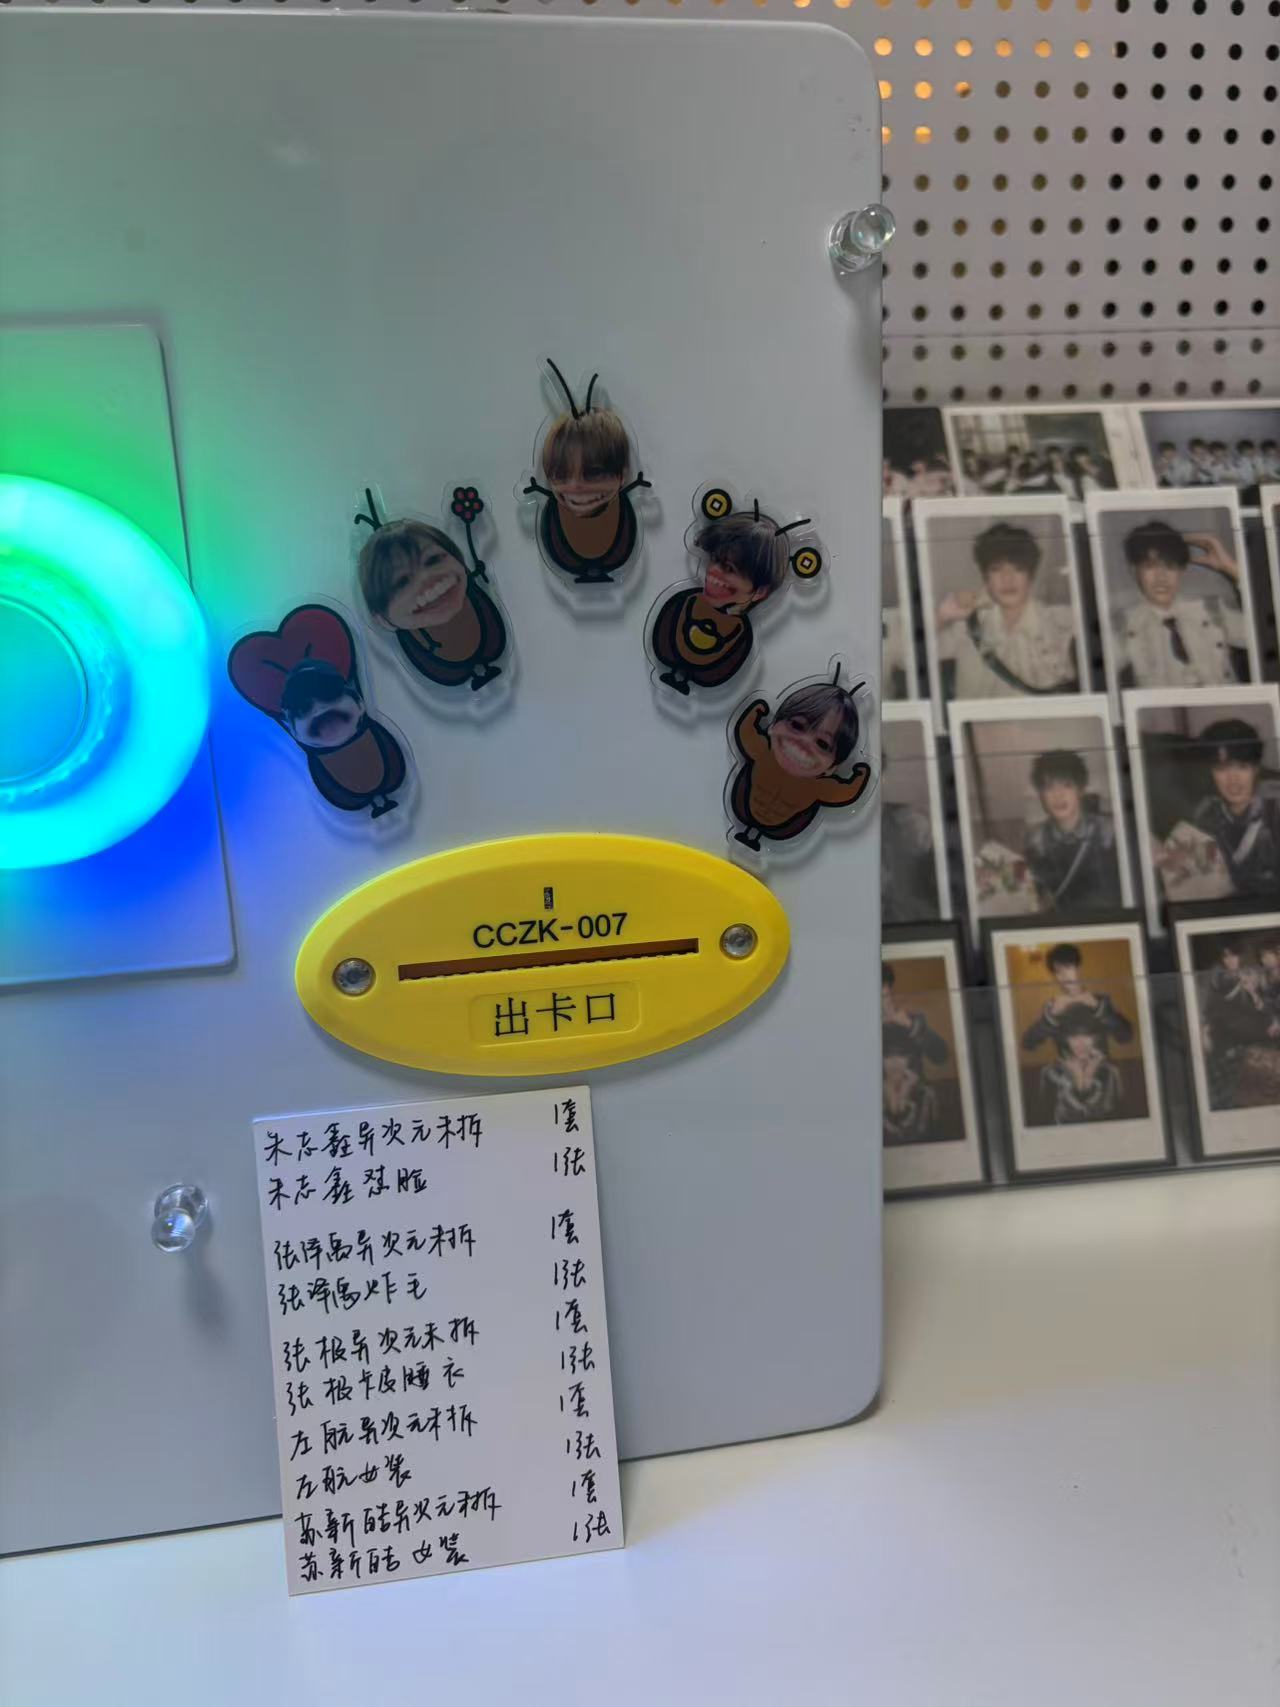 CCZK-007
出卡口
朱志鑫异次元未拆 1套
朱志鑫怼脸 1张
张泽禹异次元未拆 1套
张泽禹炸毛 1张
张极异次元未拆 1套
张极卡皮睡衣 1张
左航异次元未拆 1套
左航女装 1张
苏新皓异次元未拆 1套
苏新皓女装 1张